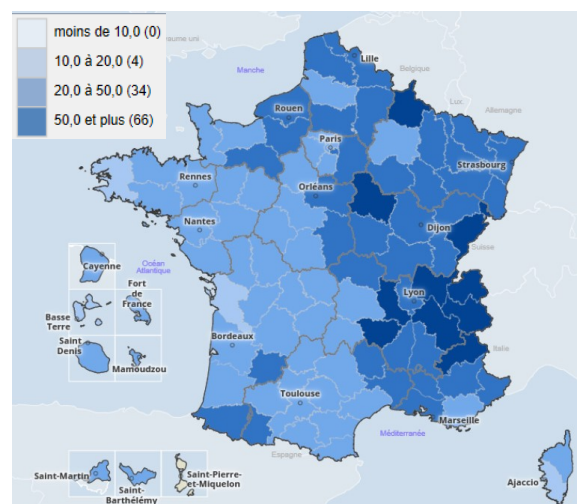 moins de 10,0 (0)
10,0 à 20,0 (4)
20,0 à 50,0 (34)
50,0 et plus (66)
aume uni
Manche
Lille
Belgique
Lux.
Allemagne
Rouen
Paris
Strasbourg
Rennes
Orléans
Nantes
Dijon
Suisse
Océan
Atlantique
Cayenne
Fort
de
France
Basse
Terre
Lyon
Saint
Denis
Mamoudzou
Bordeaux
Italie
Toulouse
Marseille
Méditerranée
Espagne
Saint-Martin
Saint-
Barthélémy
Saint-Pierre-
et-Miquelon
Ajaccio